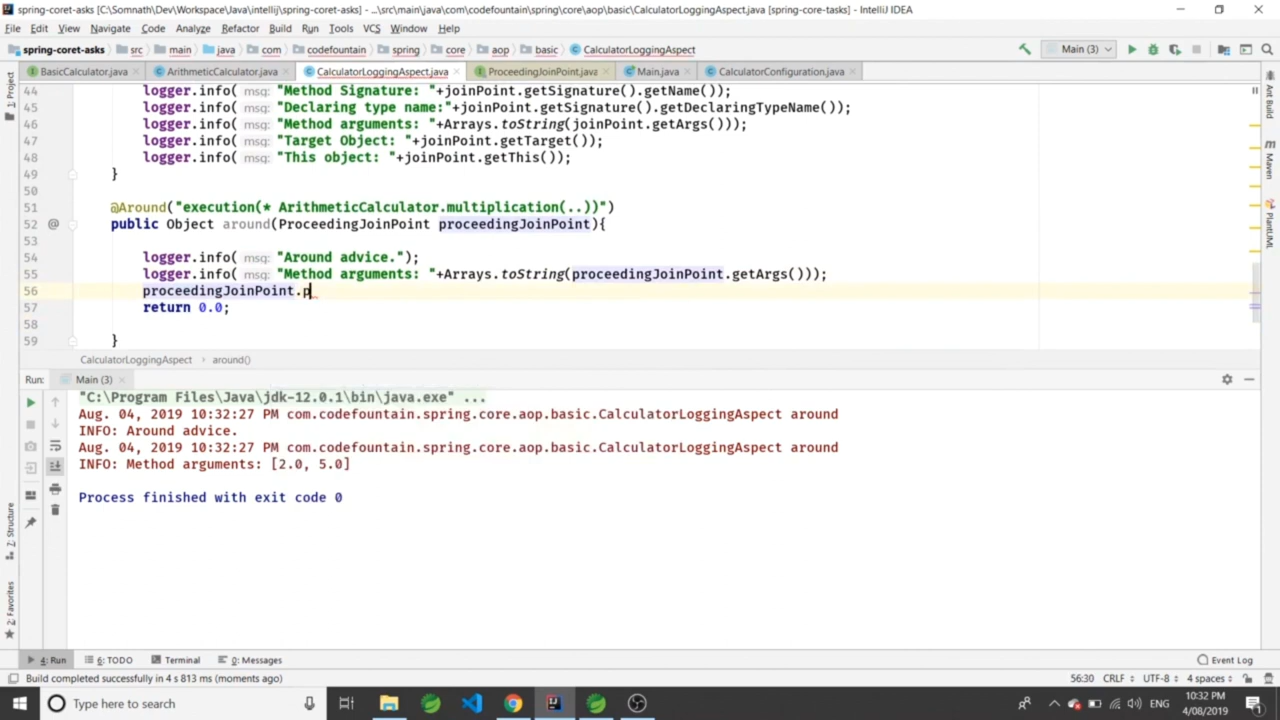 spring-coret-asks [C:\Somnath\Dev\Workspace\Java\intellij\spring-coret-asks] - ...\src\main\java\com\codefountain\spring\core\aop\basic\CalculatorLoggingAspect.java [spring-core-tasks] - IntelliJ IDEA
File Edit View Navigate Code Analyze Refactor Build Run Tools VCS Window Help
spring-coret-asks src main java com codefountain spring core aop basic CalculatorLoggingAspect Main (3)
BasicCalculator.java ArithmeticCalculator.java CalculatorLoggingAspect.java ProceedingJoinPoint.java Main.java CalculatorConfiguration.java
1: Project
Ant Build
Maven
PlantUML
44 logger.info( msg: "Method Signature: "+joinPoint.getSignature().getName());
45 logger.info( msg: "Declaring type name:"+joinPoint.getSignature().getDeclaringTypeName());
46 logger.info( msg: "Method arguments: "+Arrays.toString(joinPoint.getArgs()));
47 logger.info( msg: "Target Object: "+joinPoint.getTarget());
48 logger.info( msg: "This object: "+joinPoint.getThis());
49 }
50
51 @Around("execution(* ArithmeticCalculator.multiplication(..))")
52 @ public Object around(ProceedingJoinPoint proceedingJoinPoint){
53
54 logger.info( msg: "Around advice.");
55 logger.info( msg: "Method arguments: "+Arrays.toString(proceedingJoinPoint.getArgs()));
56 proceedingJoinPoint.p
57 return 0.0;
58
59 }
CalculatorLoggingAspect › around()
Run: Main (3)
"C:\Program Files\Java\jdk-12.0.1\bin\java.exe" ...
Aug. 04, 2019 10:32:27 PM com.codefountain.spring.core.aop.basic.CalculatorLoggingAspect around
INFO: Around advice.
Aug. 04, 2019 10:32:27 PM com.codefountain.spring.core.aop.basic.CalculatorLoggingAspect around
INFO: Method arguments: [2.0, 5.0]
Process finished with exit code 0
7: Structure
2: Favorites
4: Run 6: TODO Terminal 0: Messages Event Log
Build completed successfully in 4 s 813 ms (moments ago) 56:30 CRLF UTF-8 4 spaces
Type here to search ENG 10:32 PM
4/08/2019